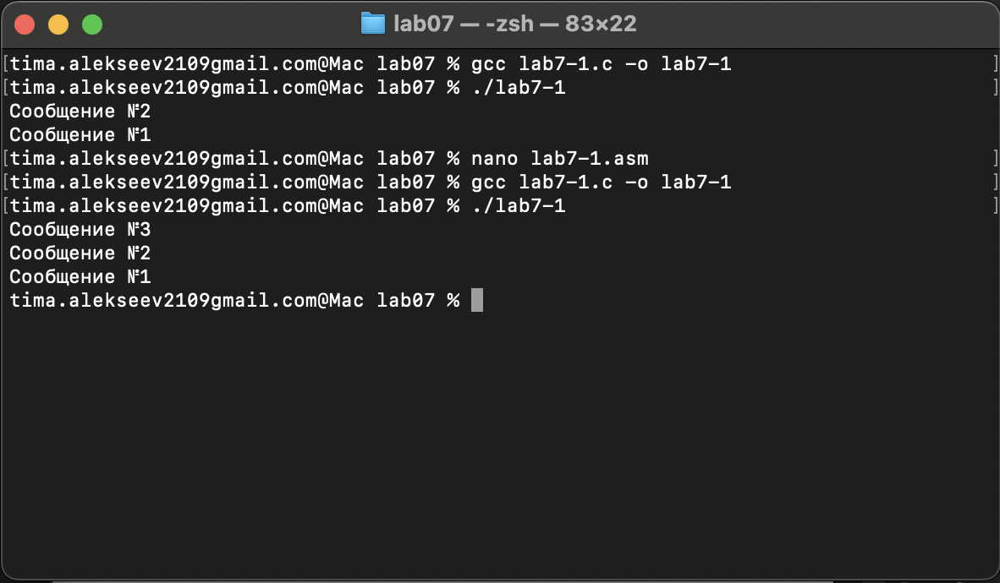 lab07 — -zsh — 83×22
[tima.alekseev2109gmail.com@Mac lab07 % gcc lab7-1.c -o lab7-1 ]
[tima.alekseev2109gmail.com@Mac lab07 % ./lab7-1 ]
Сообщение №2
Сообщение №1
[tima.alekseev2109gmail.com@Mac lab07 % nano lab7-1.asm ]
[tima.alekseev2109gmail.com@Mac lab07 % gcc lab7-1.c -o lab7-1 ]
[tima.alekseev2109gmail.com@Mac lab07 % ./lab7-1 ]
Сообщение №3
Сообщение №2
Сообщение №1
tima.alekseev2109gmail.com@Mac lab07 %